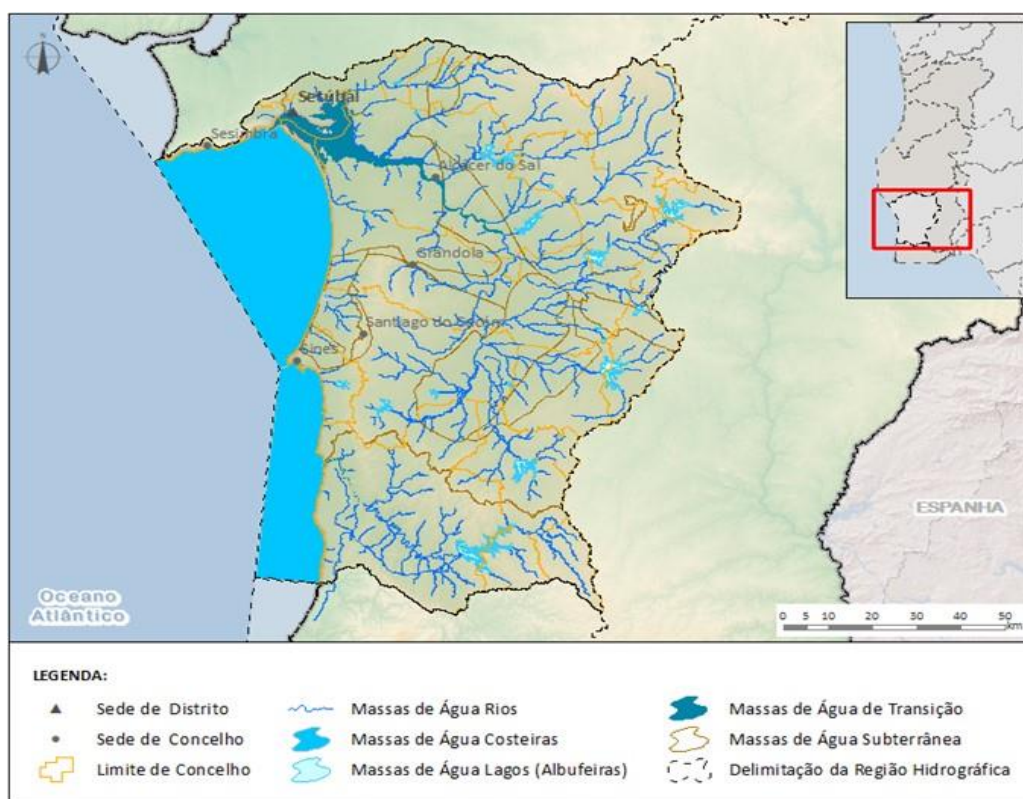 Setúbal
Sesimbra
Alcácer do Sal
Grândola
Santiago do Cacém
Sines
ESPANHA
Oceano
Atlântico
0 5 10 20 30 40 50
km
LEGENDA:
Sede de Distrito
Massas de Água Rios
Massas de Água de Transição
Sede de Concelho
Massas de Água Costeiras
Massas de Água Subterrânea
Limite de Concelho
Massas de Água Lagos (Albufeiras)
Delimitação da Região Hidrográfica